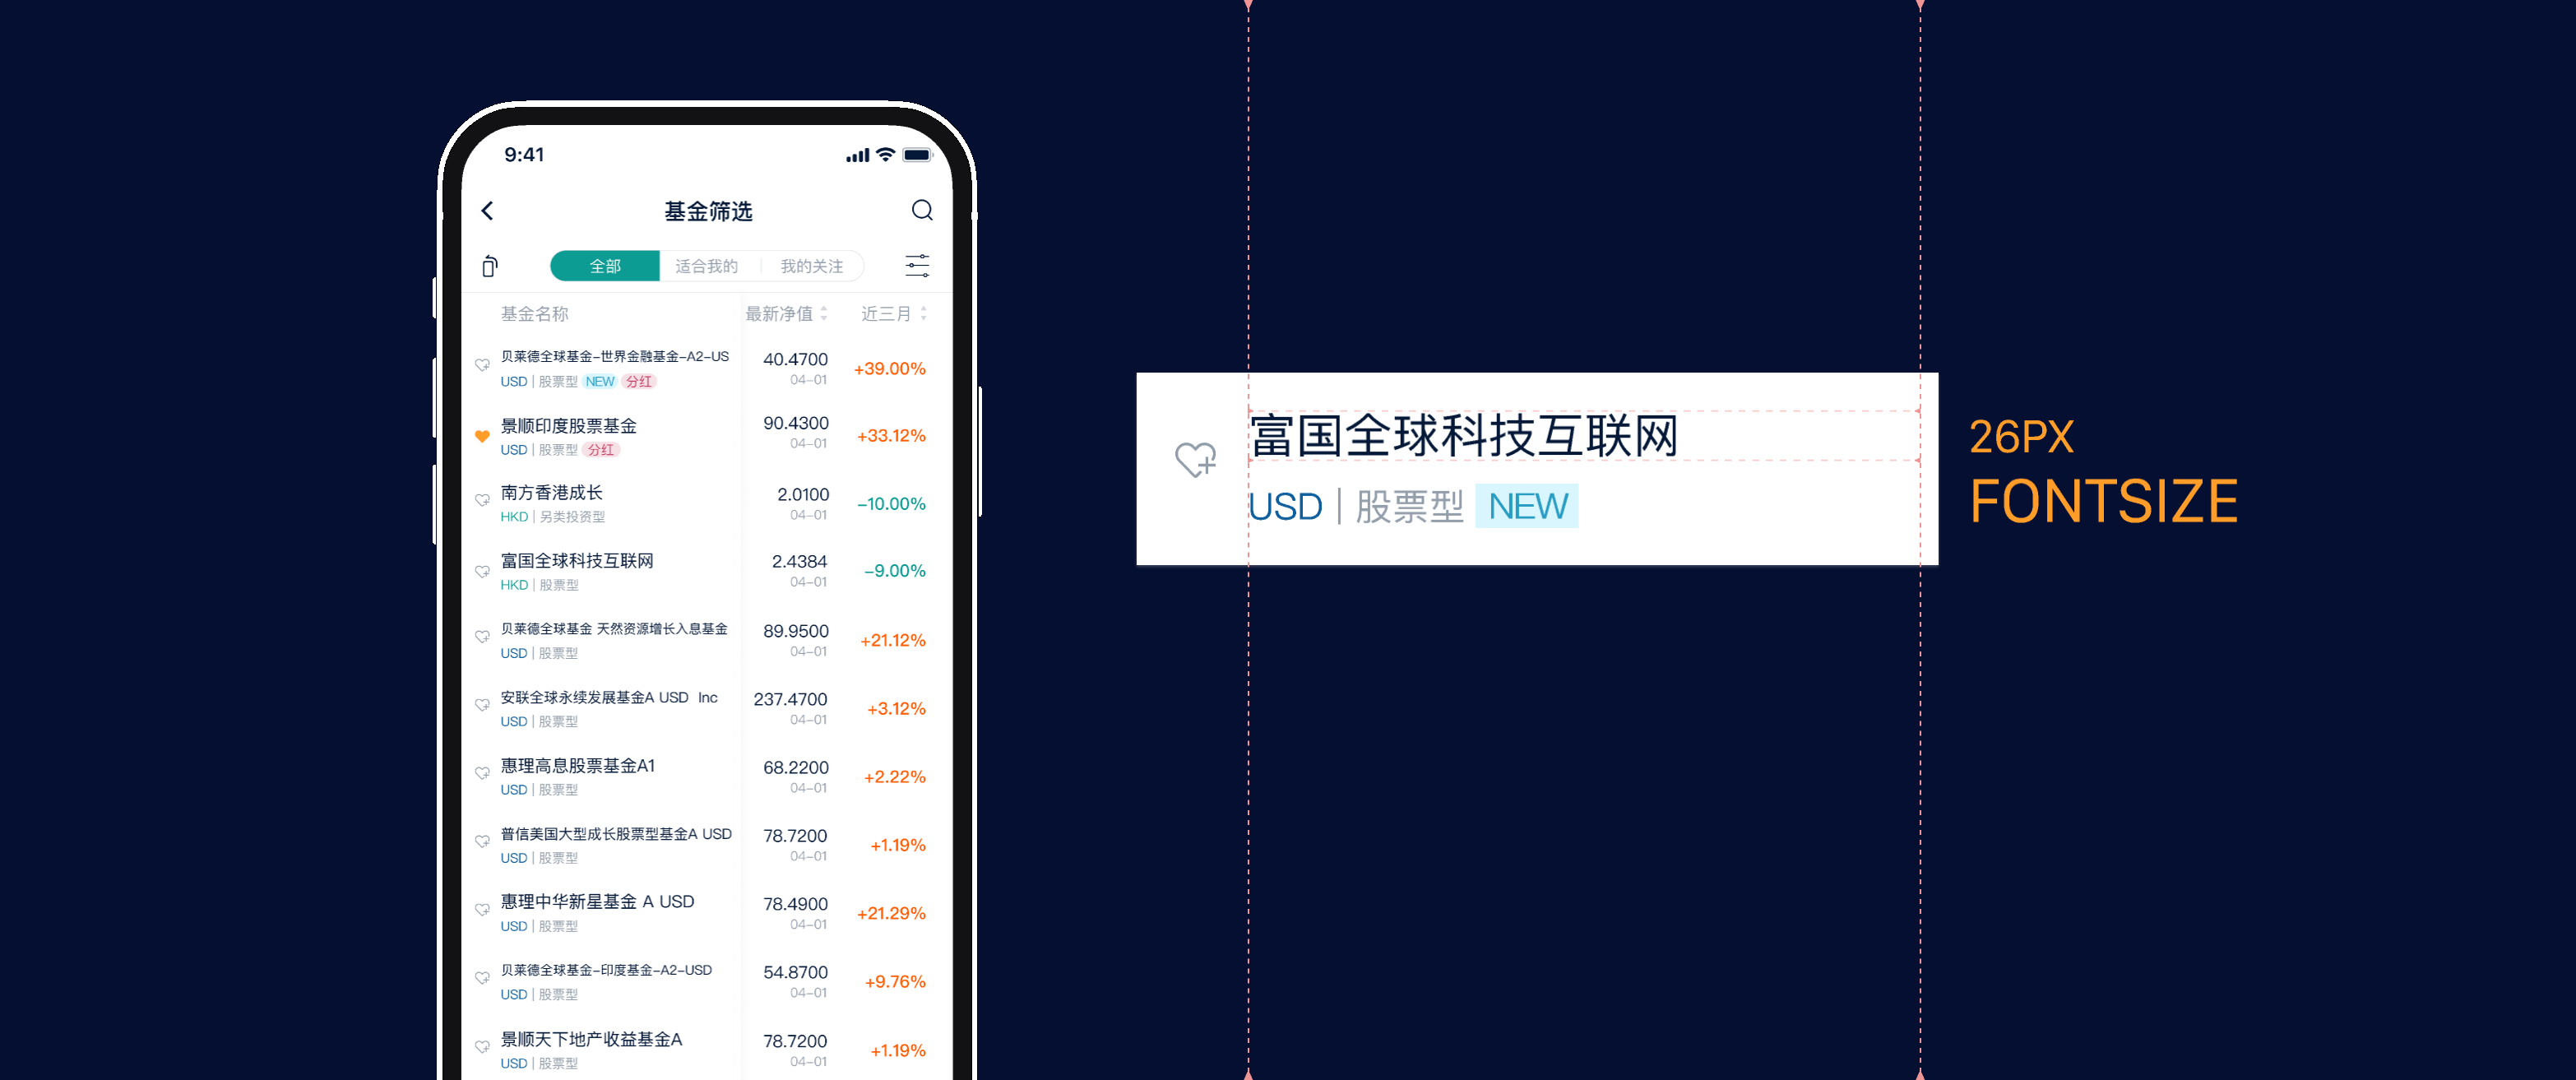 9:41
基金筛选
全部 适合我的 我的关注
基金名称 最新净值 近三月
贝莱德全球基金-世界金融基金-A2-US 40.4700 +39.00%
USD | 股票型 NEW 分红 04-01
景顺印度股票基金 90.4300 +33.12%
USD | 股票型 分红 04-01
南方香港成长 2.0100 -10.00%
HKD | 另类投资型 04-01
富国全球科技互联网 2.4384 -9.00%
HKD | 股票型 04-01
贝莱德全球基金 天然资源增长入息基金 89.9500 +21.12%
USD | 股票型 04-01
安联全球永续发展基金A USD Inc 237.4700 +3.12%
USD | 股票型 04-01
惠理高息股票基金A1 68.2200 +2.22%
USD | 股票型 04-01
普信美国大型成长股票型基金A USD 78.7200 +1.19%
USD | 股票型 04-01
惠理中华新星基金 A USD 78.4900 +21.29%
USD | 股票型 04-01
贝莱德全球基金-印度基金-A2-USD 54.8700 +9.76%
USD | 股票型 04-01
景顺天下地产收益基金A 78.7200 +1.19%
USD | 股票型 04-01
富国全球科技互联网
USD | 股票型 NEW
26PX
FONTSIZE